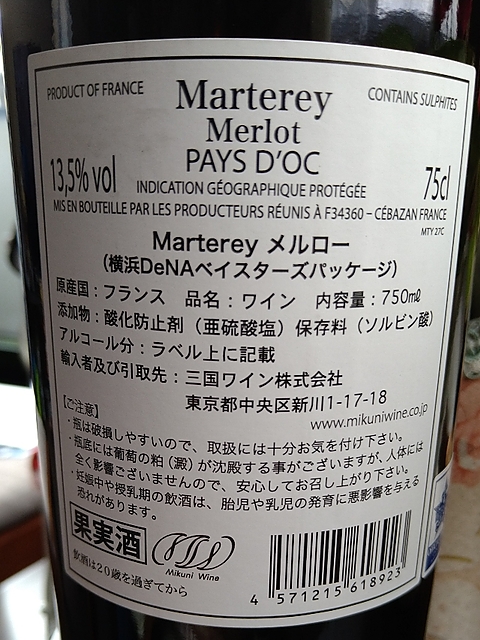 PRODUCT OF FRANCE
CONTAINS SULPHITES
Marterey
Merlot
PAYS D'OC
13,5% vol
75cl
INDICATION GÉOGRAPHIQUE PROTÉGÉE
MIS EN BOUTEILLE PAR LES PRODUCTEURS RÉUNIS À F34360 – CÉBAZAN FRANCE
MTY 27C
Marterey メルロー
(横浜DeNAベイスターズパッケージ)
原産国:フランス 品名:ワイン 内容量:750㎖
添加物:酸化防止剤(亜硫酸塩)保存料(ソルビン酸)
アルコール分:ラベル上に記載
輸入者及び引取先:三国ワイン株式会社
東京都中央区新川1-17-18
www.mikuniwine.co.jp
【ご注意】
・瓶は破損しやすいので、取扱には十分お気を付け下さい。
・瓶底には葡萄の粕(澱)が沈殿する事がございますが、人体には
全く影響ございませんので、安心してお召し上がり下さい。
・妊娠中や授乳期の飲酒は、胎児や乳児の発育に悪影響を与える
恐れがあります。
果実酒
Mikuni Wine
飲酒は20歳を過ぎてから
4 571215 618923